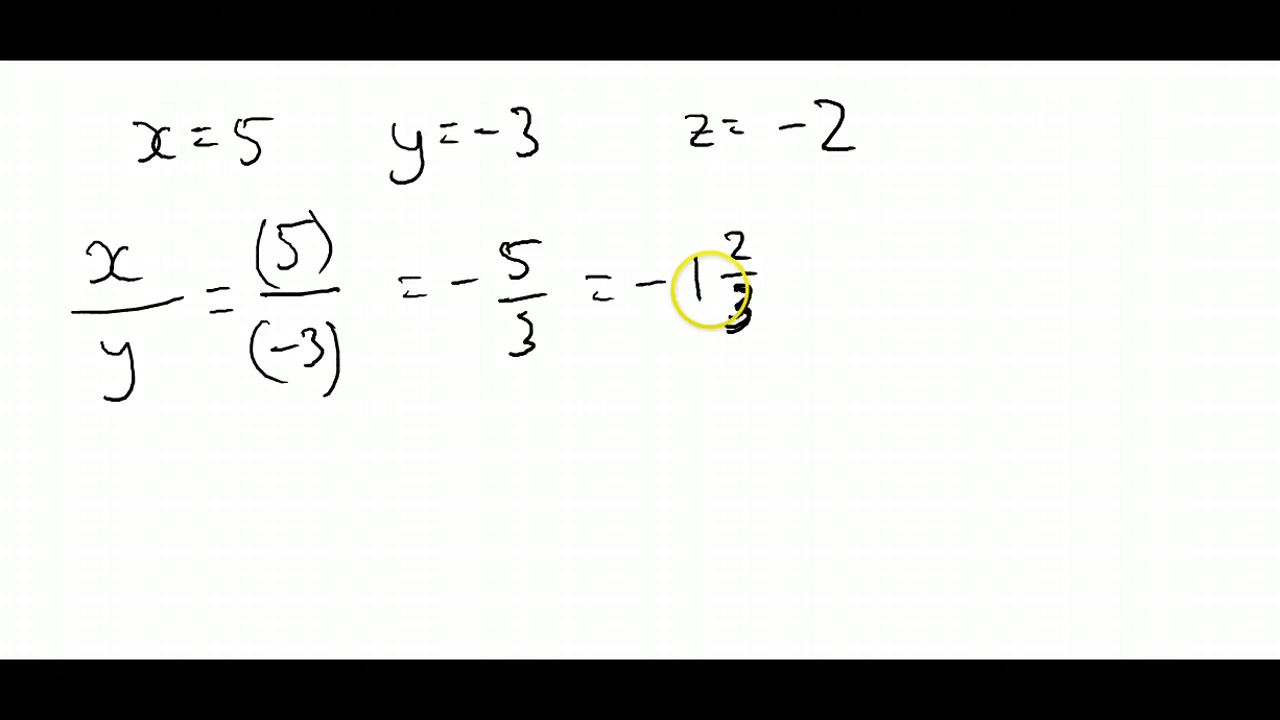 x = 5 y = -3 z = -2
x/y = (5)/(-3) = - 5/3 = - 1 2/3